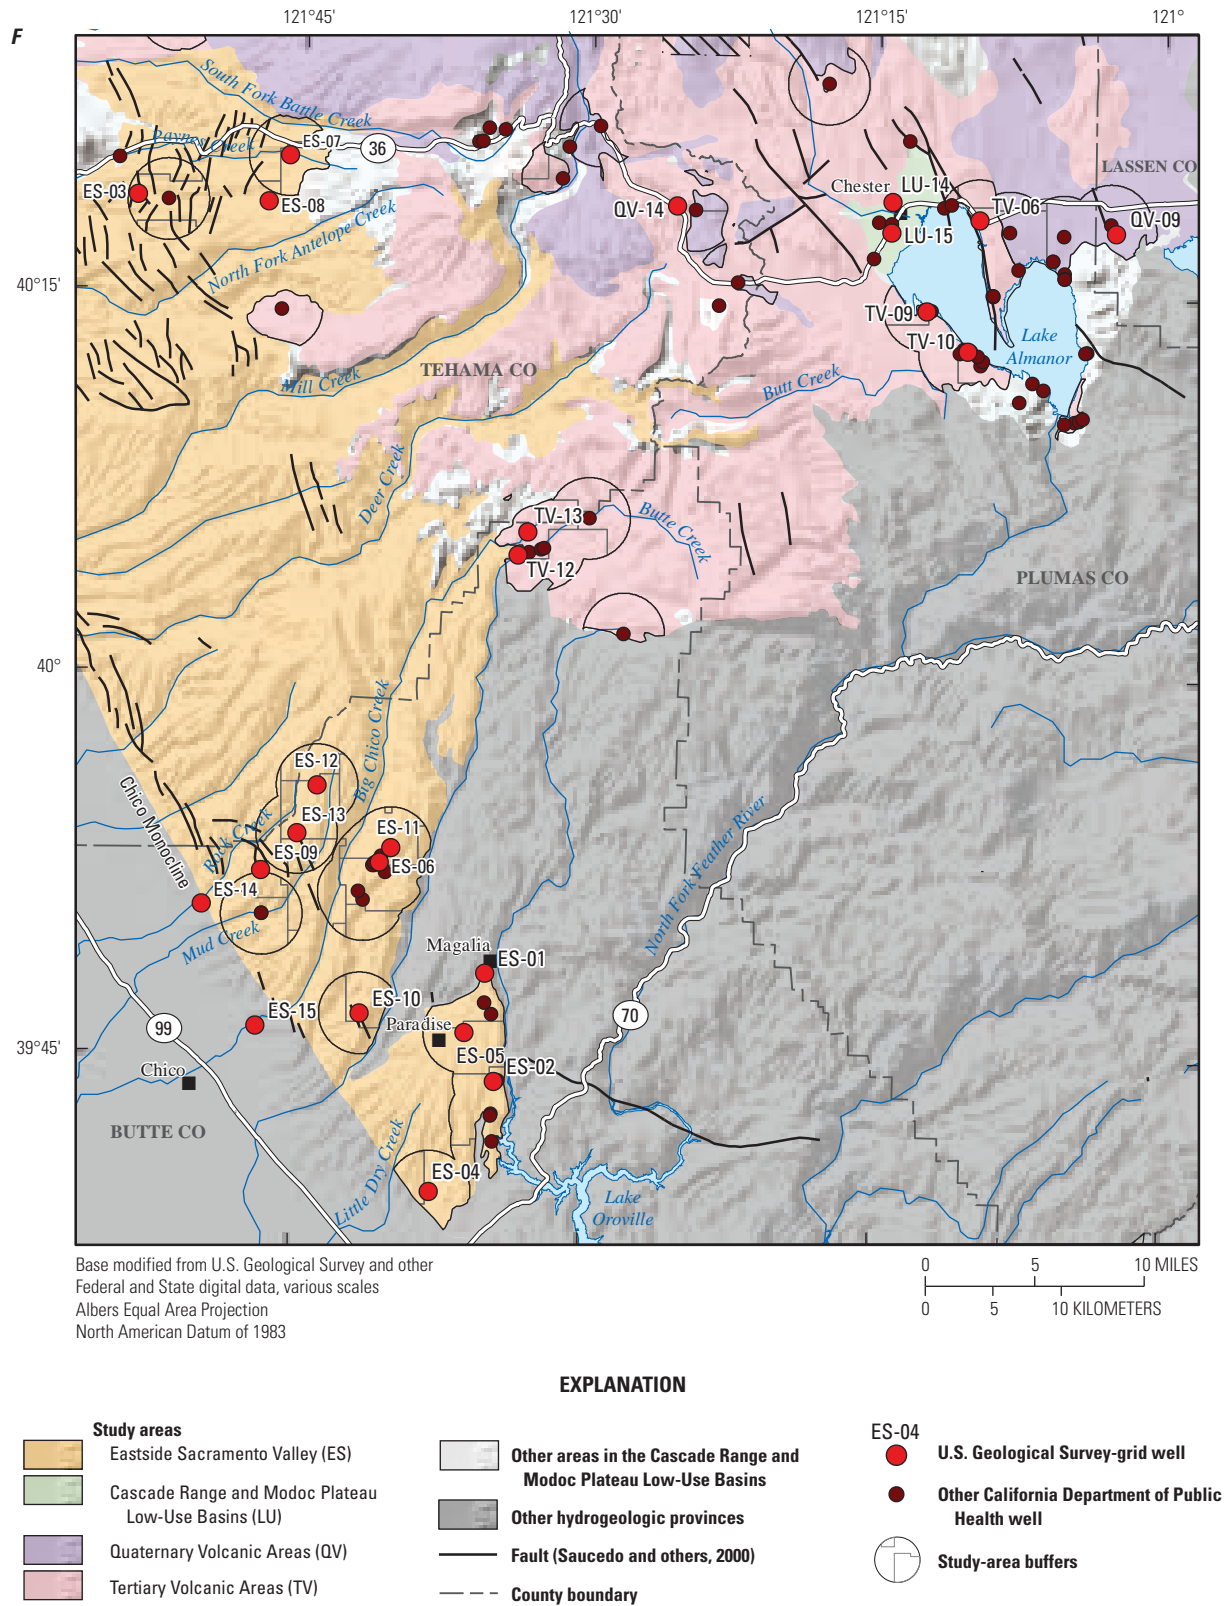 F
121°45'
121°30'
121°15'
121°
South Fork Battle Creek
Paynes Creek
ES-07
36
LASSEN CO
ES-03
ES-08
Chester
LU-14
TV-06
QV-14
QV-09
LU-15
North Fork Antelope Creek
40°15'
TV-09
TV-10
Lake
Almanor
TEHAMA CO
Mill Creek
Butt Creek
Deer Creek
TV-13
Butte Creek
TV-12
PLUMAS CO
40°
Big Chico Creek
ES-12
Chico Monocline
Rock Creek
ES-13
ES-11
ES-09
ES-06
ES-14
North Fork Feather River
Mud Creek
Magalia
ES-01
ES-10
ES-15
Paradise
99
70
39°45'
ES-05
ES-02
Chico
BUTTE CO
Little Dry Creek
ES-04
Lake
Oroville
Base modified from U.S. Geological Survey and other
Federal and State digital data, various scales
Albers Equal Area Projection
North American Datum of 1983
0 5 10 MILES
0 5 10 KILOMETERS
EXPLANATION
Study areas
Eastside Sacramento Valley (ES)
Cascade Range and Modoc Plateau
Low-Use Basins (LU)
Quaternary Volcanic Areas (QV)
Tertiary Volcanic Areas (TV)
Other areas in the Cascade Range and
Modoc Plateau Low-Use Basins
Other hydrogeologic provinces
Fault (Saucedo and others, 2000)
County boundary
ES-04
U.S. Geological Survey-grid well
Other California Department of Public
Health well
Study-area buffers